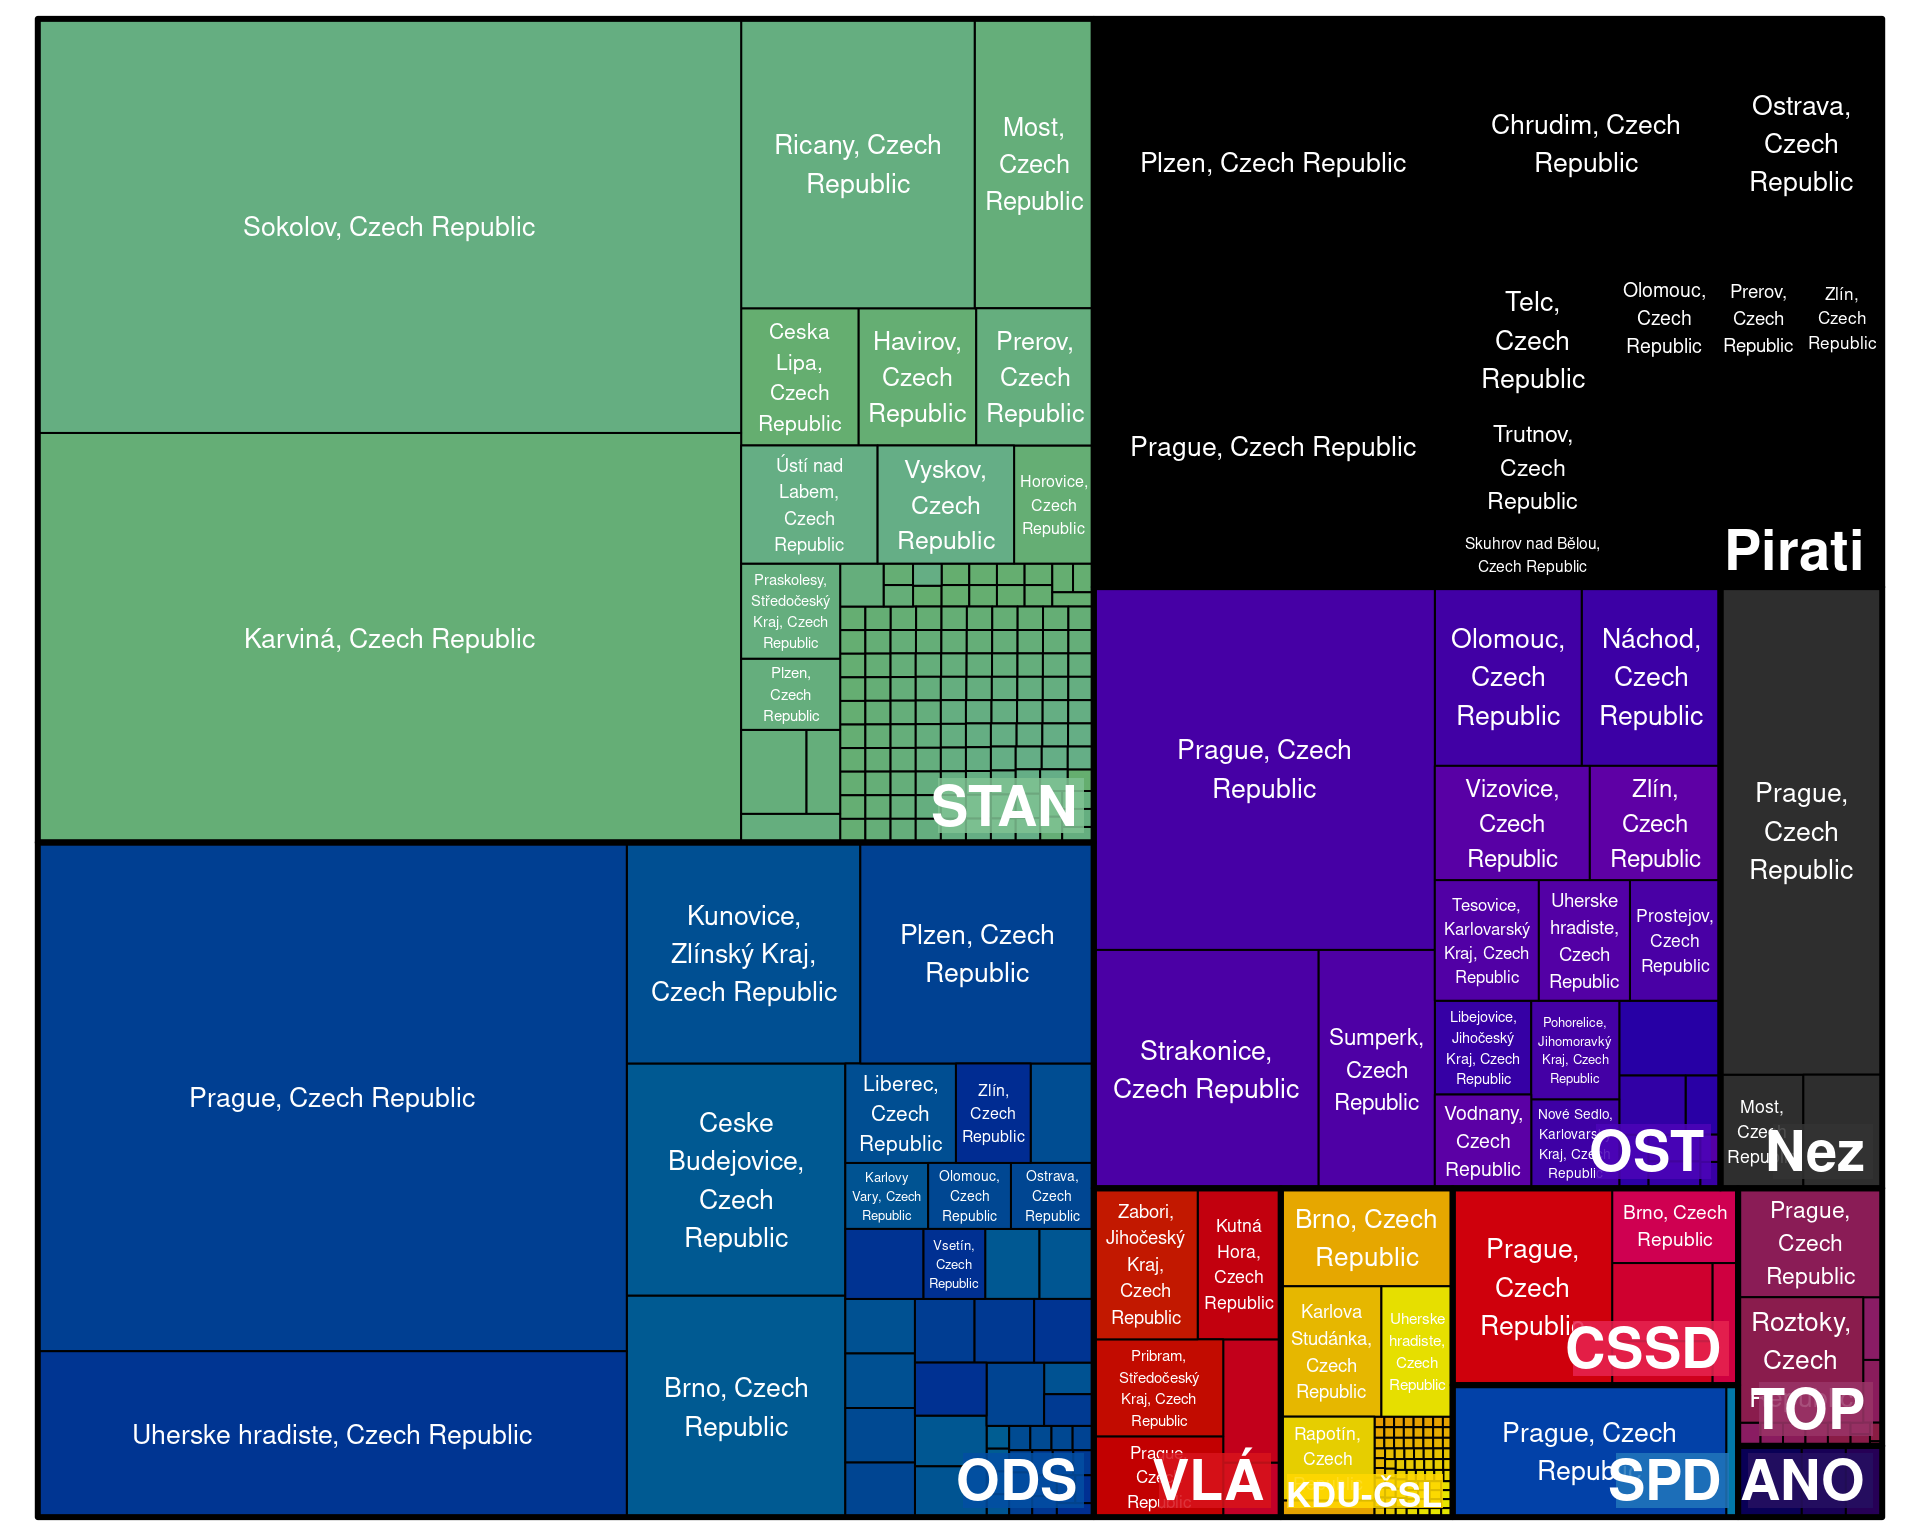 Sokolov, Czech Republic
Karviná, Czech Republic
Ricany, Czech
Republic
Most,
Czech
Republic
Ceska
Lipa,
Czech
Republic
Havirov,
Czech
Republic
Prerov,
Czech
Republic
Ústí nad
Labem,
Czech
Republic
Vyskov,
Czech
Republic
Horovice,
Czech
Republic
Praskolesy,
Středočeský
Kraj, Czech
Republic
Plzen,
Czech
Republic
STAN
Prague, Czech Republic
Uherske hradiste, Czech Republic
Kunovice,
Zlínský Kraj,
Czech Republic
Plzen, Czech
Republic
Ceske
Budejovice,
Czech
Republic
Brno, Czech
Republic
Liberec,
Czech
Republic
Zlín,
Czech
Republic
Karlovy
Vary, Czech
Republic
Olomouc,
Czech
Republic
Ostrava,
Czech
Republic
Vsetín,
Czech
Republic
ODS
Plzen, Czech Republic
Prague, Czech Republic
Chrudim, Czech
Republic
Ostrava,
Czech
Republic
Telc,
Czech
Republic
Olomouc,
Czech
Republic
Prerov,
Czech
Republic
Zlín,
Czech
Republic
Trutnov,
Czech
Republic
Skuhrov nad Bělou,
Czech Republic
Pirati
Prague, Czech
Republic
Strakonice,
Czech Republic
Sumperk,
Czech
Republic
Olomouc,
Czech
Republic
Náchod,
Czech
Republic
Vizovice,
Czech
Republic
Zlín,
Czech
Republic
Tesovice,
Karlovarský
Kraj, Czech
Republic
Uherske
hradiste,
Czech
Republic
Prostejov,
Czech
Republic
Libejovice,
Jihočeský
Kraj, Czech
Republic
Pohorelice,
Jihomoravký
Kraj, Czech
Republic
Vodnany,
Czech
Republic
Nové Sedlo,
Karlovarský
Kraj, Czech
Republic
OST
Prague,
Czech
Republic
Most,
Czech
Republic
Nez
Zabori,
Jihočeský
Kraj,
Czech
Republic
Kutná
Hora,
Czech
Republic
Pribram,
Středočeský
Kraj, Czech
Republic
Prague,
Czech
Republic
VLÁ
Brno, Czech
Republic
Karlova
Studánka,
Czech
Republic
Uherske
hradiste,
Czech
Republic
Rapotín,
Czech
KDU-ČSL
Prague,
Czech
Republic
Brno, Czech
Republic
CSSD
Prague, Czech
Republic
SPD
Prague,
Czech
Republic
Roztoky,
Czech
TOP
ANO